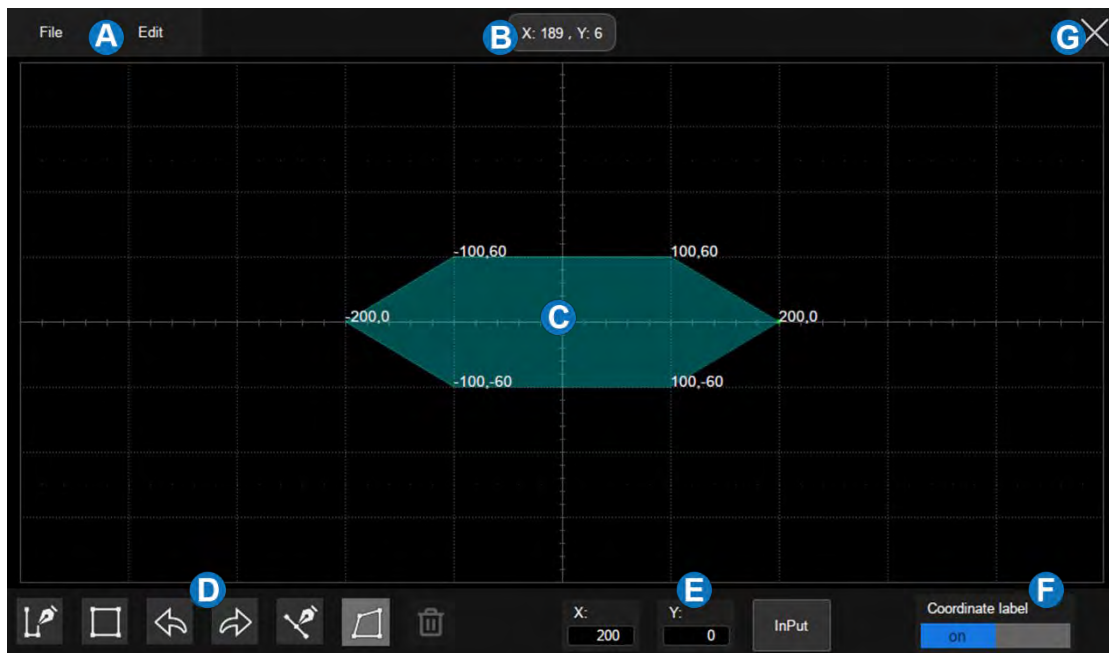 File
A
Edit
B
X: 189 , Y: 6
G
-100,60
100,60
-200,0
C
200,0
-100,-60
100,-60
D
X:
200
Y:
0
E
InPut
Coordinate label
F
on